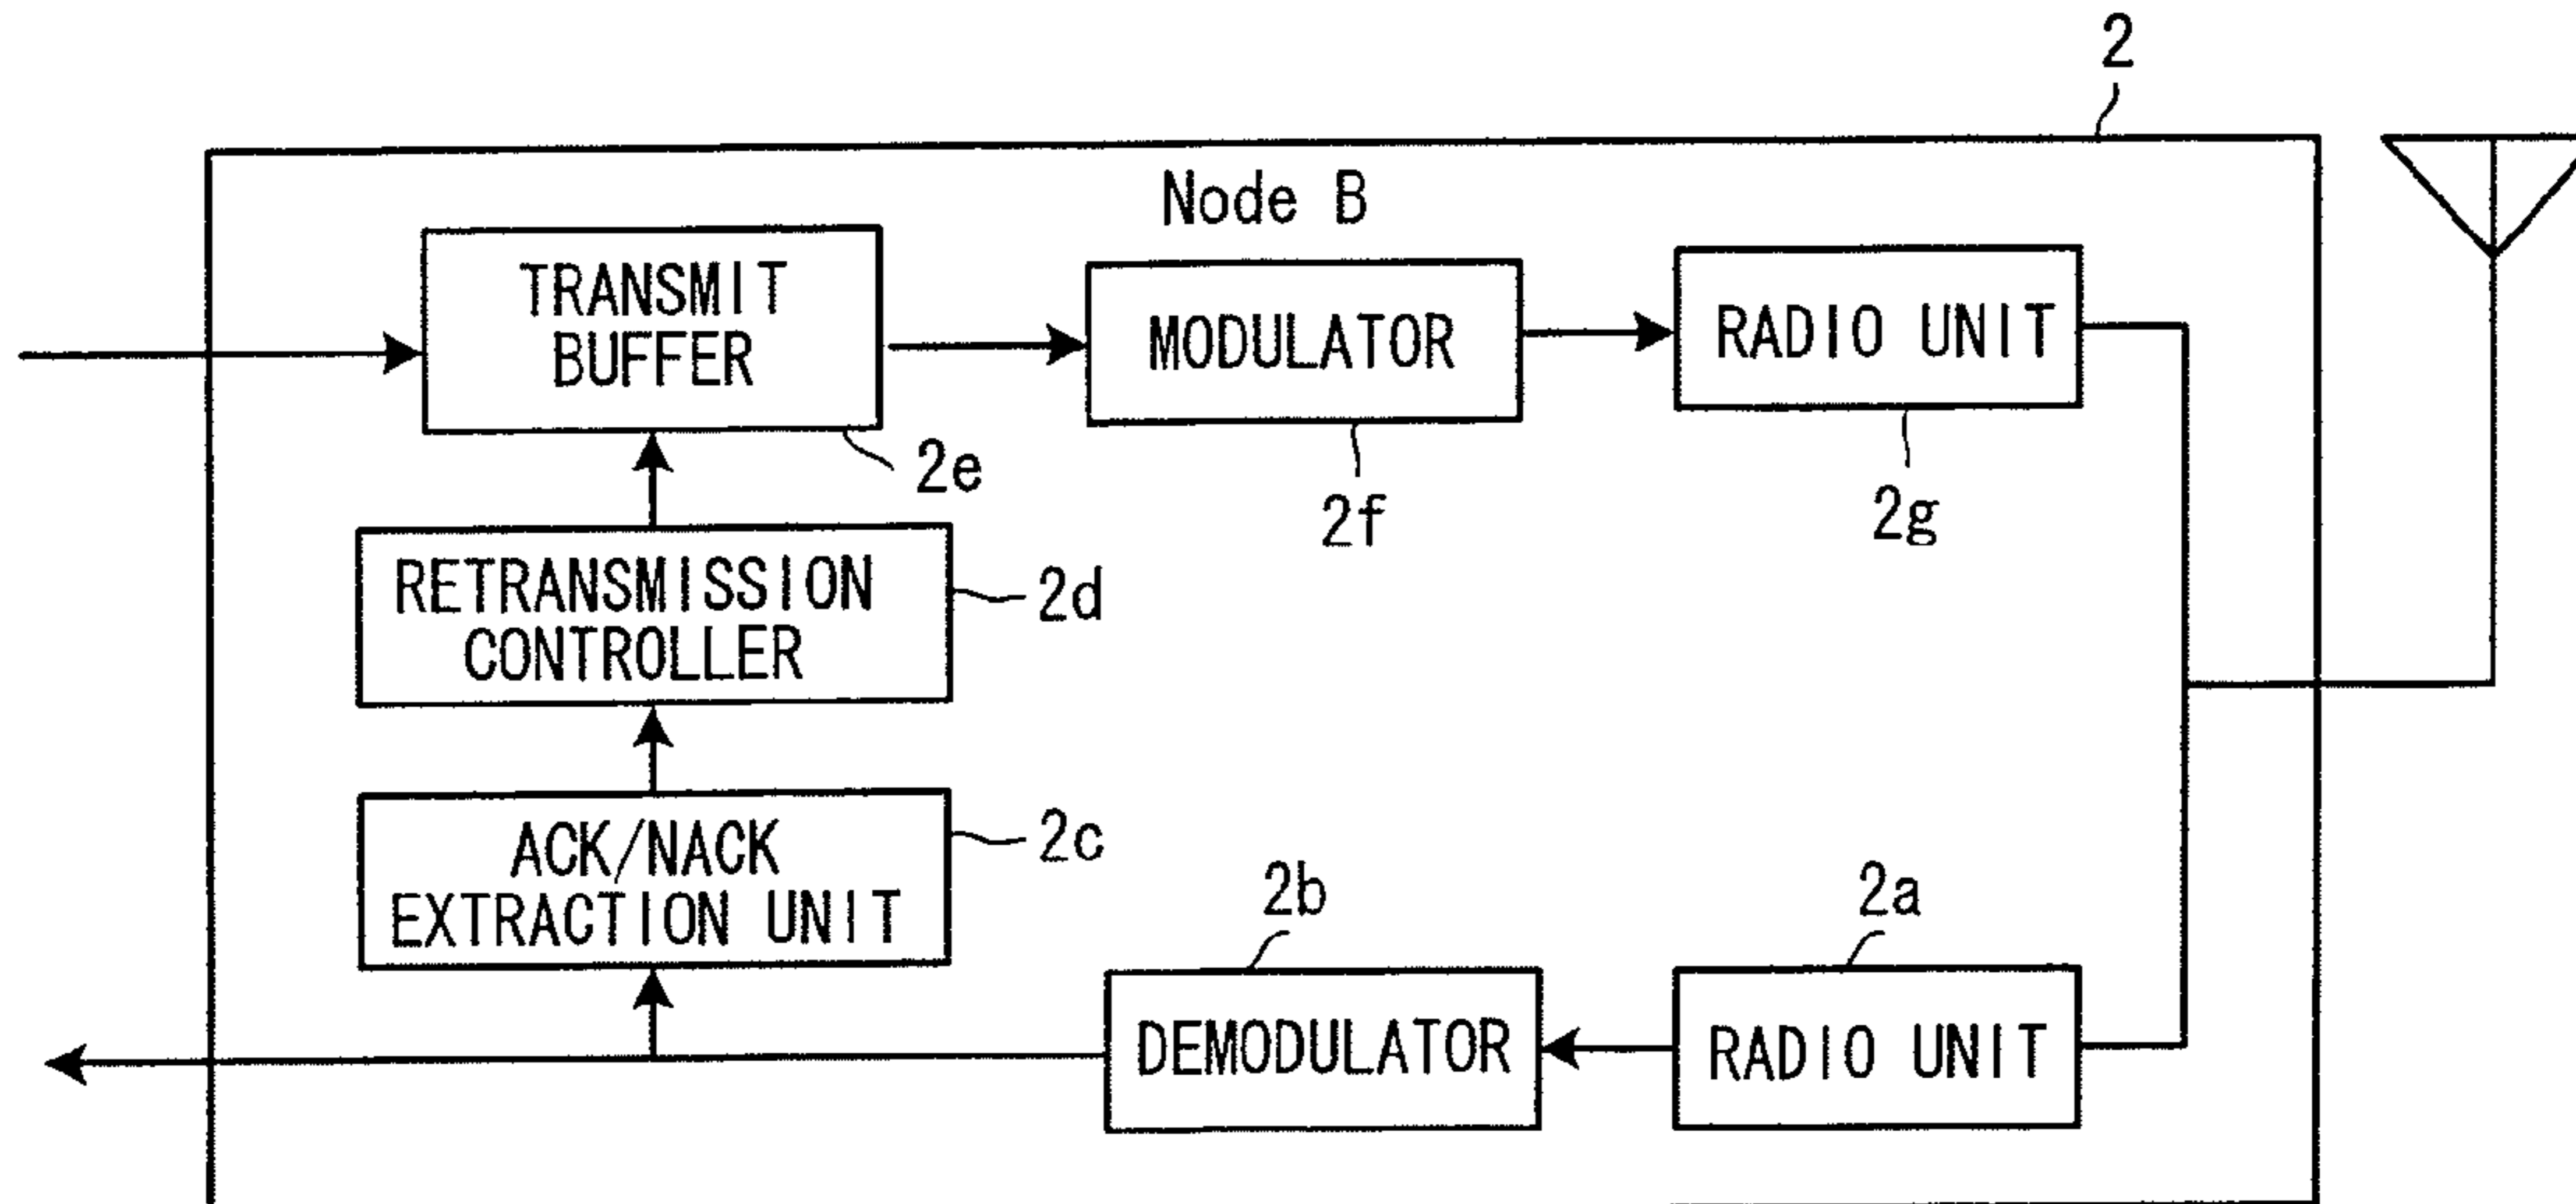 2
Node B
TRANSMIT
BUFFER
MODULATOR
RADIO UNIT
2e
2f
2g
RETRANSMISSION
CONTROLLER
2d
ACK/NACK
EXTRACTION UNIT
2c
2b
2a
DEMODULATOR
RADIO UNIT